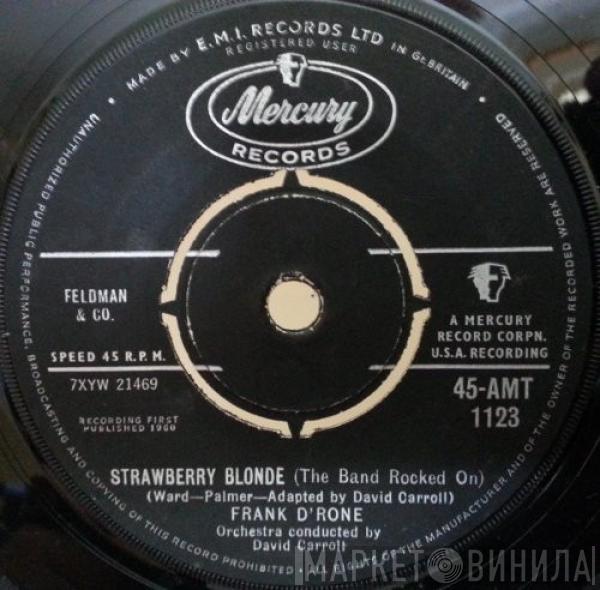 MADE BY E.M.I. RECORDS LTD IN Gt. BRITAIN •
REGISTERED USER
Mercury
RECORDS
FELDMAN
& CO.
SPEED 45 R.P.M.
7XYW 21469
RECORDING FIRST
PUBLISHED 1960
A MERCURY
RECORD CORPN.
U.S.A. RECORDING
45-AMT
1123
STRAWBERRY BLONDE (The Band Rocked On)
(Ward—Palmer—Adapted by David Carroll)
FRANK D'RONE
Orchestra conducted by
David Carroll
UNAUTHORIZED PUBLIC PERFORMANCE, BROADCASTING AND COPYING OF THIS RECORD PROHIBITED • ALL RIGHTS OF THE MANUFACTURER AND OF THE OWNER OF THE RECORDED WORK ARE RESERVED
МАРКЕТ ВИНИЛА